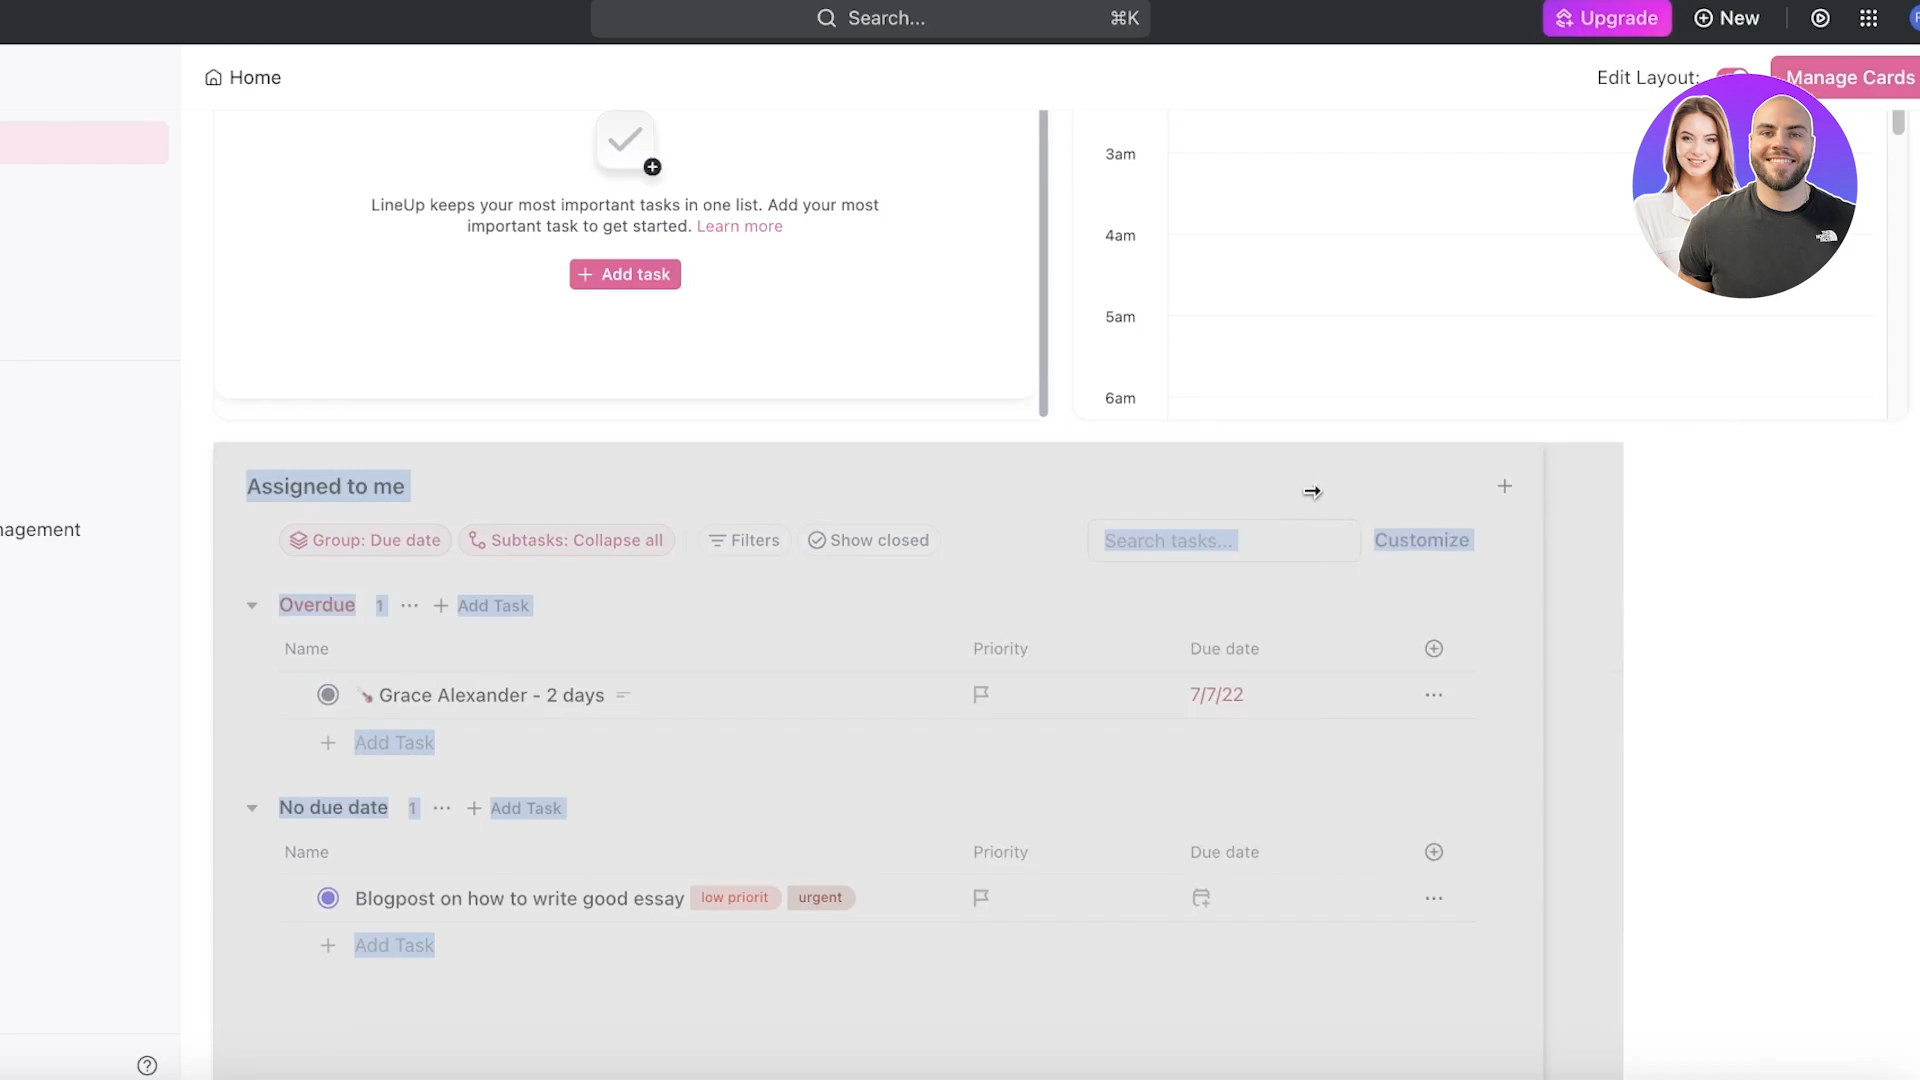 Search... ⌘K Upgrade New
Home Edit Layout: Manage Cards
LineUp keeps your most important tasks in one list. Add your most
important task to get started. Learn more
+ Add task
3am
4am
5am
6am
nagement
Assigned to me
Group: Due date Subtasks: Collapse all Filters Show closed Search tasks... Customize
Overdue 1 ... + Add Task
Name Priority Due date
Grace Alexander - 2 days 7/7/22 ...
+ Add Task
No due date 1 ... + Add Task
Name Priority Due date
Blogpost on how to write good essay low priorit urgent ...
+ Add Task